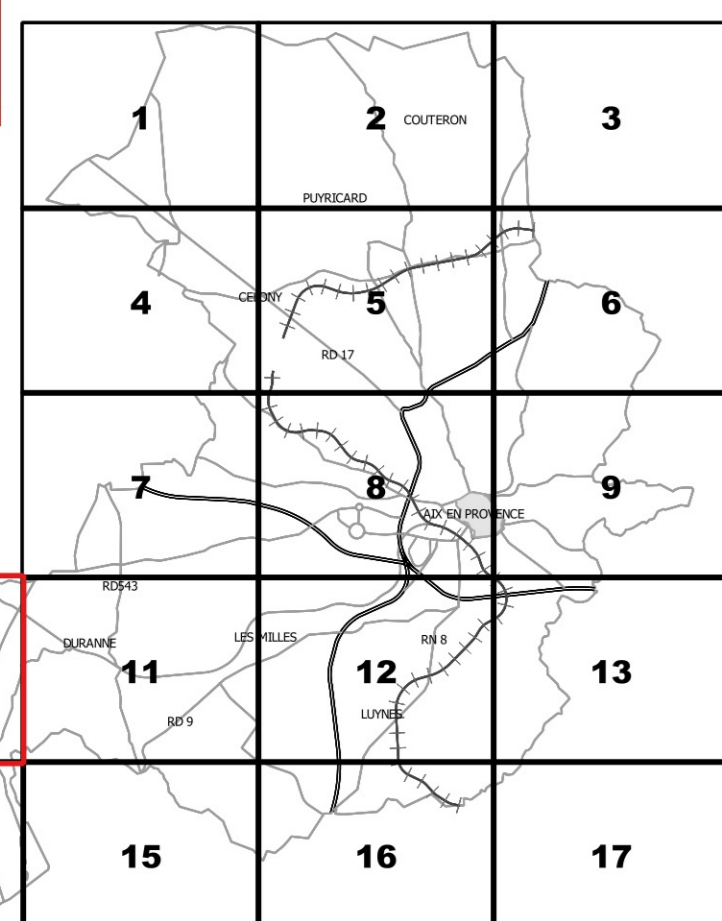 1
2
COUTERON
3
PUYRICARD
4
CELONY
5
6
RD 17
7
8
9
AIX EN PROVENCE
RD543
DURANNE
LES MILLES
RN 8
11
12
13
RD 9
LUYNES
15
16
17